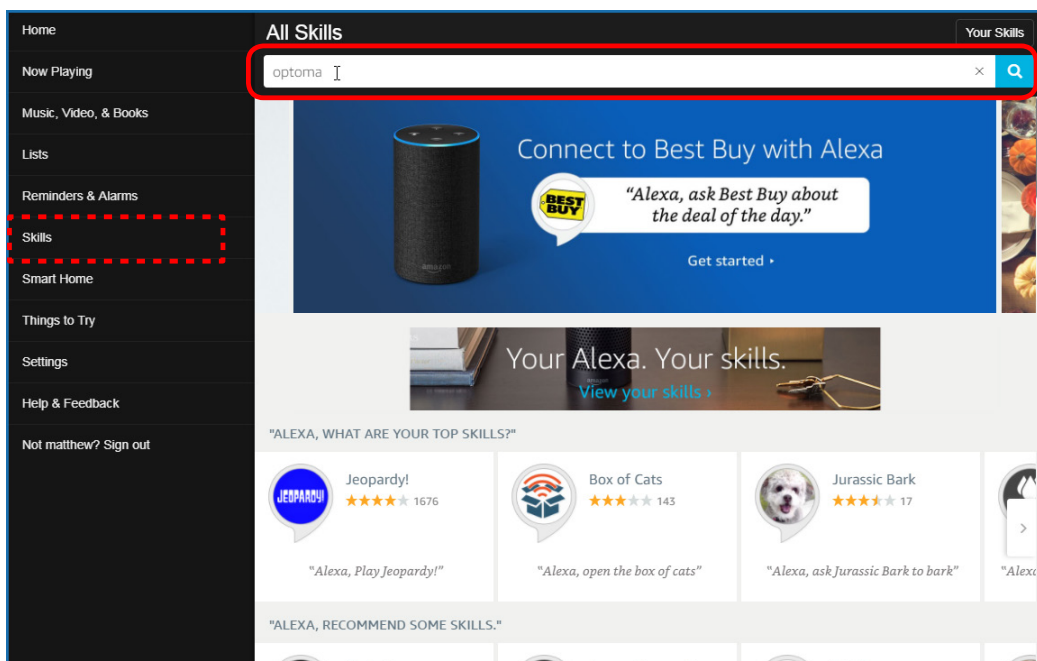 Home
Now Playing
Music, Video, & Books
Lists
Reminders & Alarms
Skills
Smart Home
Things to Try
Settings
Help & Feedback
Not matthew? Sign out
All Skills
Your Skills
optoma
Connect to Best Buy with Alexa
BEST
BUY
“Alexa, ask Best Buy about
the deal of the day.”
Get started
amazon
Your Alexa. Your skills.
View your skills ›
"ALEXA, WHAT ARE YOUR TOP SKILLS?"
JEOPARDY!
Jeopardy!
1676
"Alexa, Play Jeopardy!"
Box of Cats
143
"Alexa, open the box of cats"
Jurassic Bark
17
"Alexa, ask Jurassic Bark to bark"
"Alexa
"ALEXA, RECOMMEND SOME SKILLS."